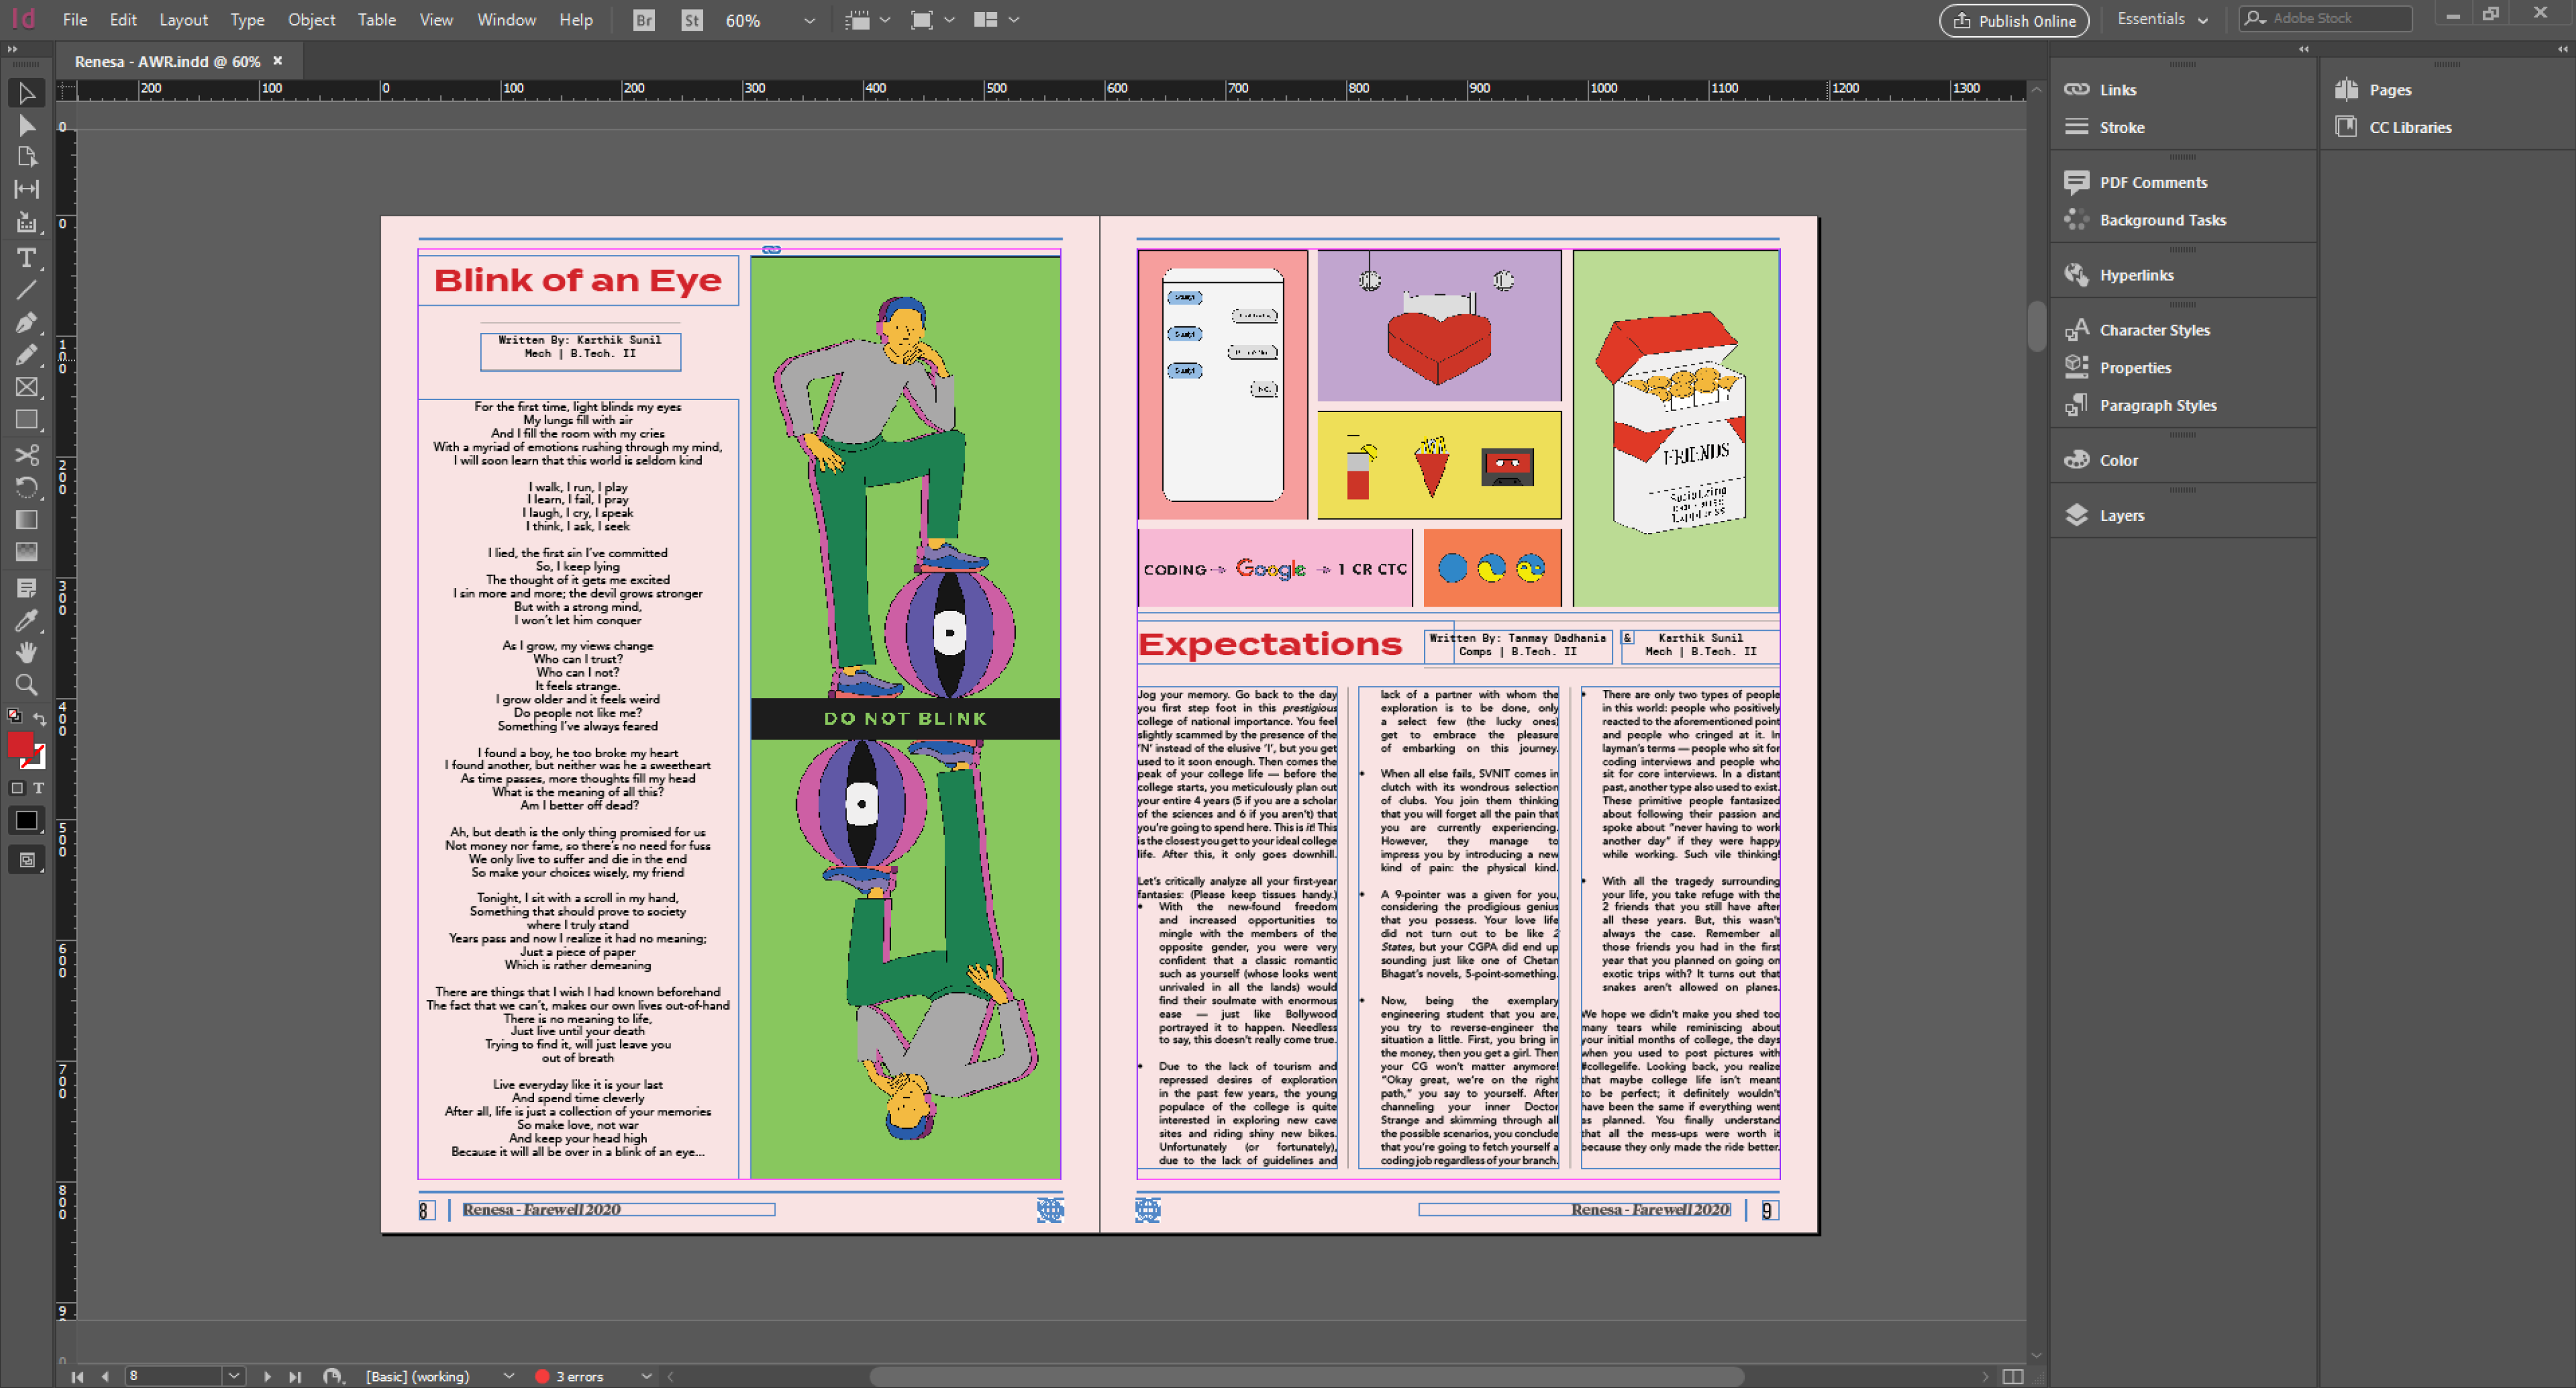 Id File Edit Layout Type Object Table View Window Help Br St 60% Publish Online Essentials Adobe Stock
Renesa - AWR.indd @ 60% ×
200 100 0 100 200 300 400 500 600 700 800 900 1000 1100 1200 1300
Blink of an Eye
Written By: Karthik Sunil
Mech | B.Tech. II
For the first time, light blinds my eyes
My lungs fill with air
And I fill the room with my cries
With a myriad of emotions rushing through my mind,
I will soon learn that this world is seldom kind
I walk, I run, I play
I learn, I fail, I pray
I laugh, I cry, I speak
I think, I ask, I seek
I lied, the first sin I've committed
So, I keep lying
The thought of it gets me excited
I sin more and more; the devil grows stronger
But with a strong mind,
I won't let him conquer
As I grow, my views change
Who can I trust?
Who can I not?
It feels strange.
I grow older and it feels weird
Do people not like me?
Something I've always feared
I found a boy, he too broke my heart
I found another, but neither was he a sweetheart
As time passes, more thoughts fill my head
What is the meaning of all this?
Am I better off dead?
Ah, but death is the only thing promised for us
Not money nor fame, so there's no need for fuss
We only live to suffer and die in the end
So make your choices wisely, my friend
Tonight, I sit with a scroll in my hand,
Something that should prove to society
where I truly stand
Years pass and now I realize it had no meaning;
Just a piece of paper
Which is rather demeaning
There are things that I wish I had known beforehand
The fact that we can't, makes our own lives out-of-hand
There is no meaning to life,
Just live until your death
Trying to find it, will just leave you
out of breath
Live everyday like it is your last
And spend time cleverly
After all, life is just a collection of your memories
So make love, not war
And keep your head high
Because it will all be over in a blink of an eye...
DO NOT BLINK
8 | Renesa - Farewell 2020
FRIENDS
CODING → Google → 1 CR CTC
Expectations
Written By: Tanmay Dadhania & Karthik Sunil
Comps | B.Tech. II Mech | B.Tech. II
Jog your memory. Go back to the day
you first step foot in this prestigious
college of national importance. You feel
slightly scammed by the presence of the
'N' instead of the elusive 'I', but you get
used to it soon enough. Then comes the
peak of your college life — before the
college starts, you meticulously plan out
your entire 4 years (5 if you are a scholar
of the sciences and 6 if you aren't) that
you're going to spend here. This is it! This
is the closest you get to your ideal college
life. After this, it only goes downhill.
Let's critically analyze all your first-year
fantasies: (Please keep tissues handy.)
• With the new-found freedom
and increased opportunities to
mingle with the members of the
opposite gender, you were very
confident that a classic romantic
such as yourself (whose looks went
unrivaled in all the lands) would
find their soulmate with enormous
ease — just like Bollywood
portrayed it to happen. Needless
to say, this doesn't really come true.
• Due to the lack of tourism and
repressed desires of exploration
in the past few years, the young
populace of the college is quite
interested in exploring new cave
sites and riding shiny new bikes.
Unfortunately (or fortunately),
due to the lack of guidelines and
lack of a partner with whom the
exploration is to be done, only
a select few (the lucky ones)
get to embrace the pleasure
of embarking on this journey.
• When all else fails, SVNIT comes in
clutch with its wondrous selection
of clubs. You join them thinking
that you will forget all the pain that
you are currently experiencing.
However, they manage to
impress you by introducing a new
kind of pain: the physical kind.
• A 9-pointer was a given for you,
considering the prodigious genius
that you possess. Your love life
did not turn out to be like 2
States, but your CGPA did end up
sounding just like one of Chetan
Bhagat's novels, 5-point-something.
• Now, being the exemplary
engineering student that you are,
you try to reverse-engineer the
situation a little. First, you bring in
the money, then you get a girl. Then
your CG won't matter anymore!
"Okay great, we're on the right
path," you say to yourself. After
channeling your inner Doctor
Strange and skimming through all
the possible scenarios, you conclude
that you're going to fetch yourself a
coding job regardless of your branch.
• There are only two types of people
in this world: people who positively
reacted to the aforementioned point
and people who cringed at it. In
layman's terms — people who sit for
coding interviews and people who
sit for core interviews. In a distant
past, another type also used to exist.
These primitive people fantasized
about following their passion and
spoke about "never having to work
another day" if they were happy
while working. Such vile thinking!
• With all the tragedy surrounding
your life, you take refuge with the
2 friends that you still have after
all these years. But, this wasn't
always the case. Remember all
those friends you had in the first
year that you planned on going on
exotic trips with? It turns out that
snakes aren't allowed on planes.
We hope we didn't make you shed too
many tears while reminiscing about
your initial months of college, the days
when you used to post pictures with
#collegelife. Looking back, you realize
that maybe college life isn't meant
to be perfect; it definitely wouldn't
have been the same if everything went
as planned. You finally understand
that all the mess-ups were worth it
because they only made the ride better.
Renesa - Farewell 2020 | 9
Links
Stroke
PDF Comments
Background Tasks
Hyperlinks
Character Styles
Properties
Paragraph Styles
Color
Layers
Pages
CC Libraries
8 [Basic] (working) 3 errors